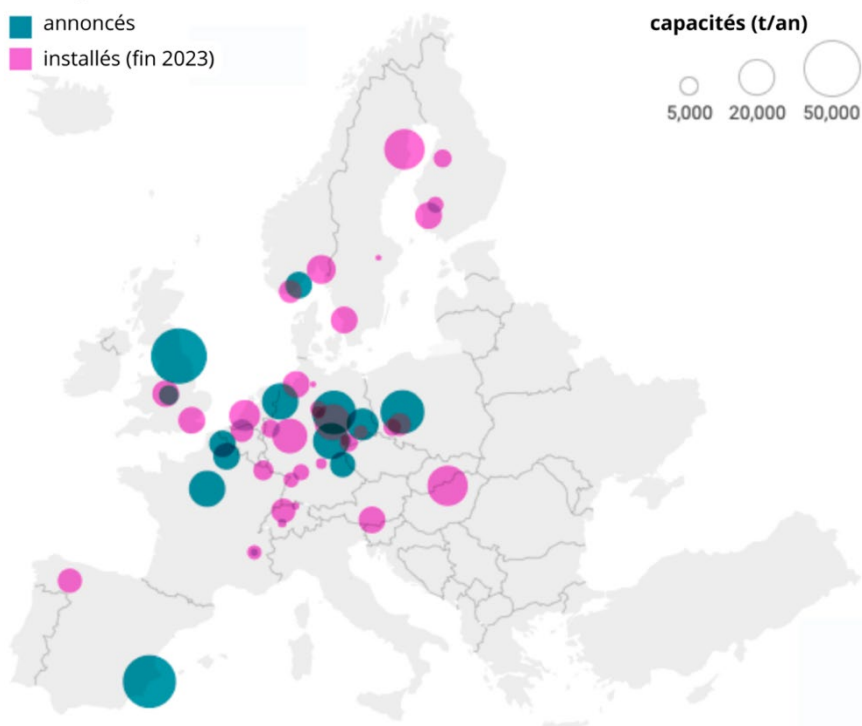 annoncés
installés (fin 2023)
capacités (t/an)
5,000 20,000 50,000